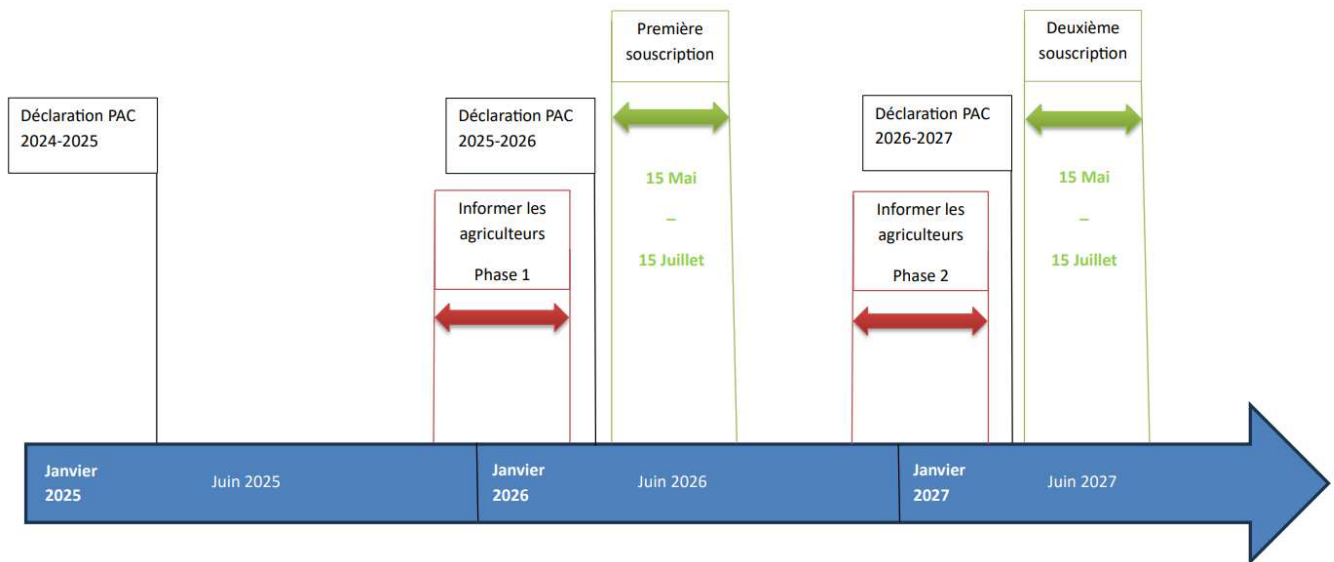 Première
souscription
Deuxième
souscription
Déclaration PAC
2024-2025
Déclaration PAC
2025-2026
Déclaration PAC
2026-2027
15 Mai
–
15 Juillet
15 Mai
–
15 Juillet
Informer les
agriculteurs
Phase 1
Informer les
agriculteurs
Phase 2
Janvier
2025
Juin 2025
Janvier
2026
Juin 2026
Janvier
2027
Juin 2027